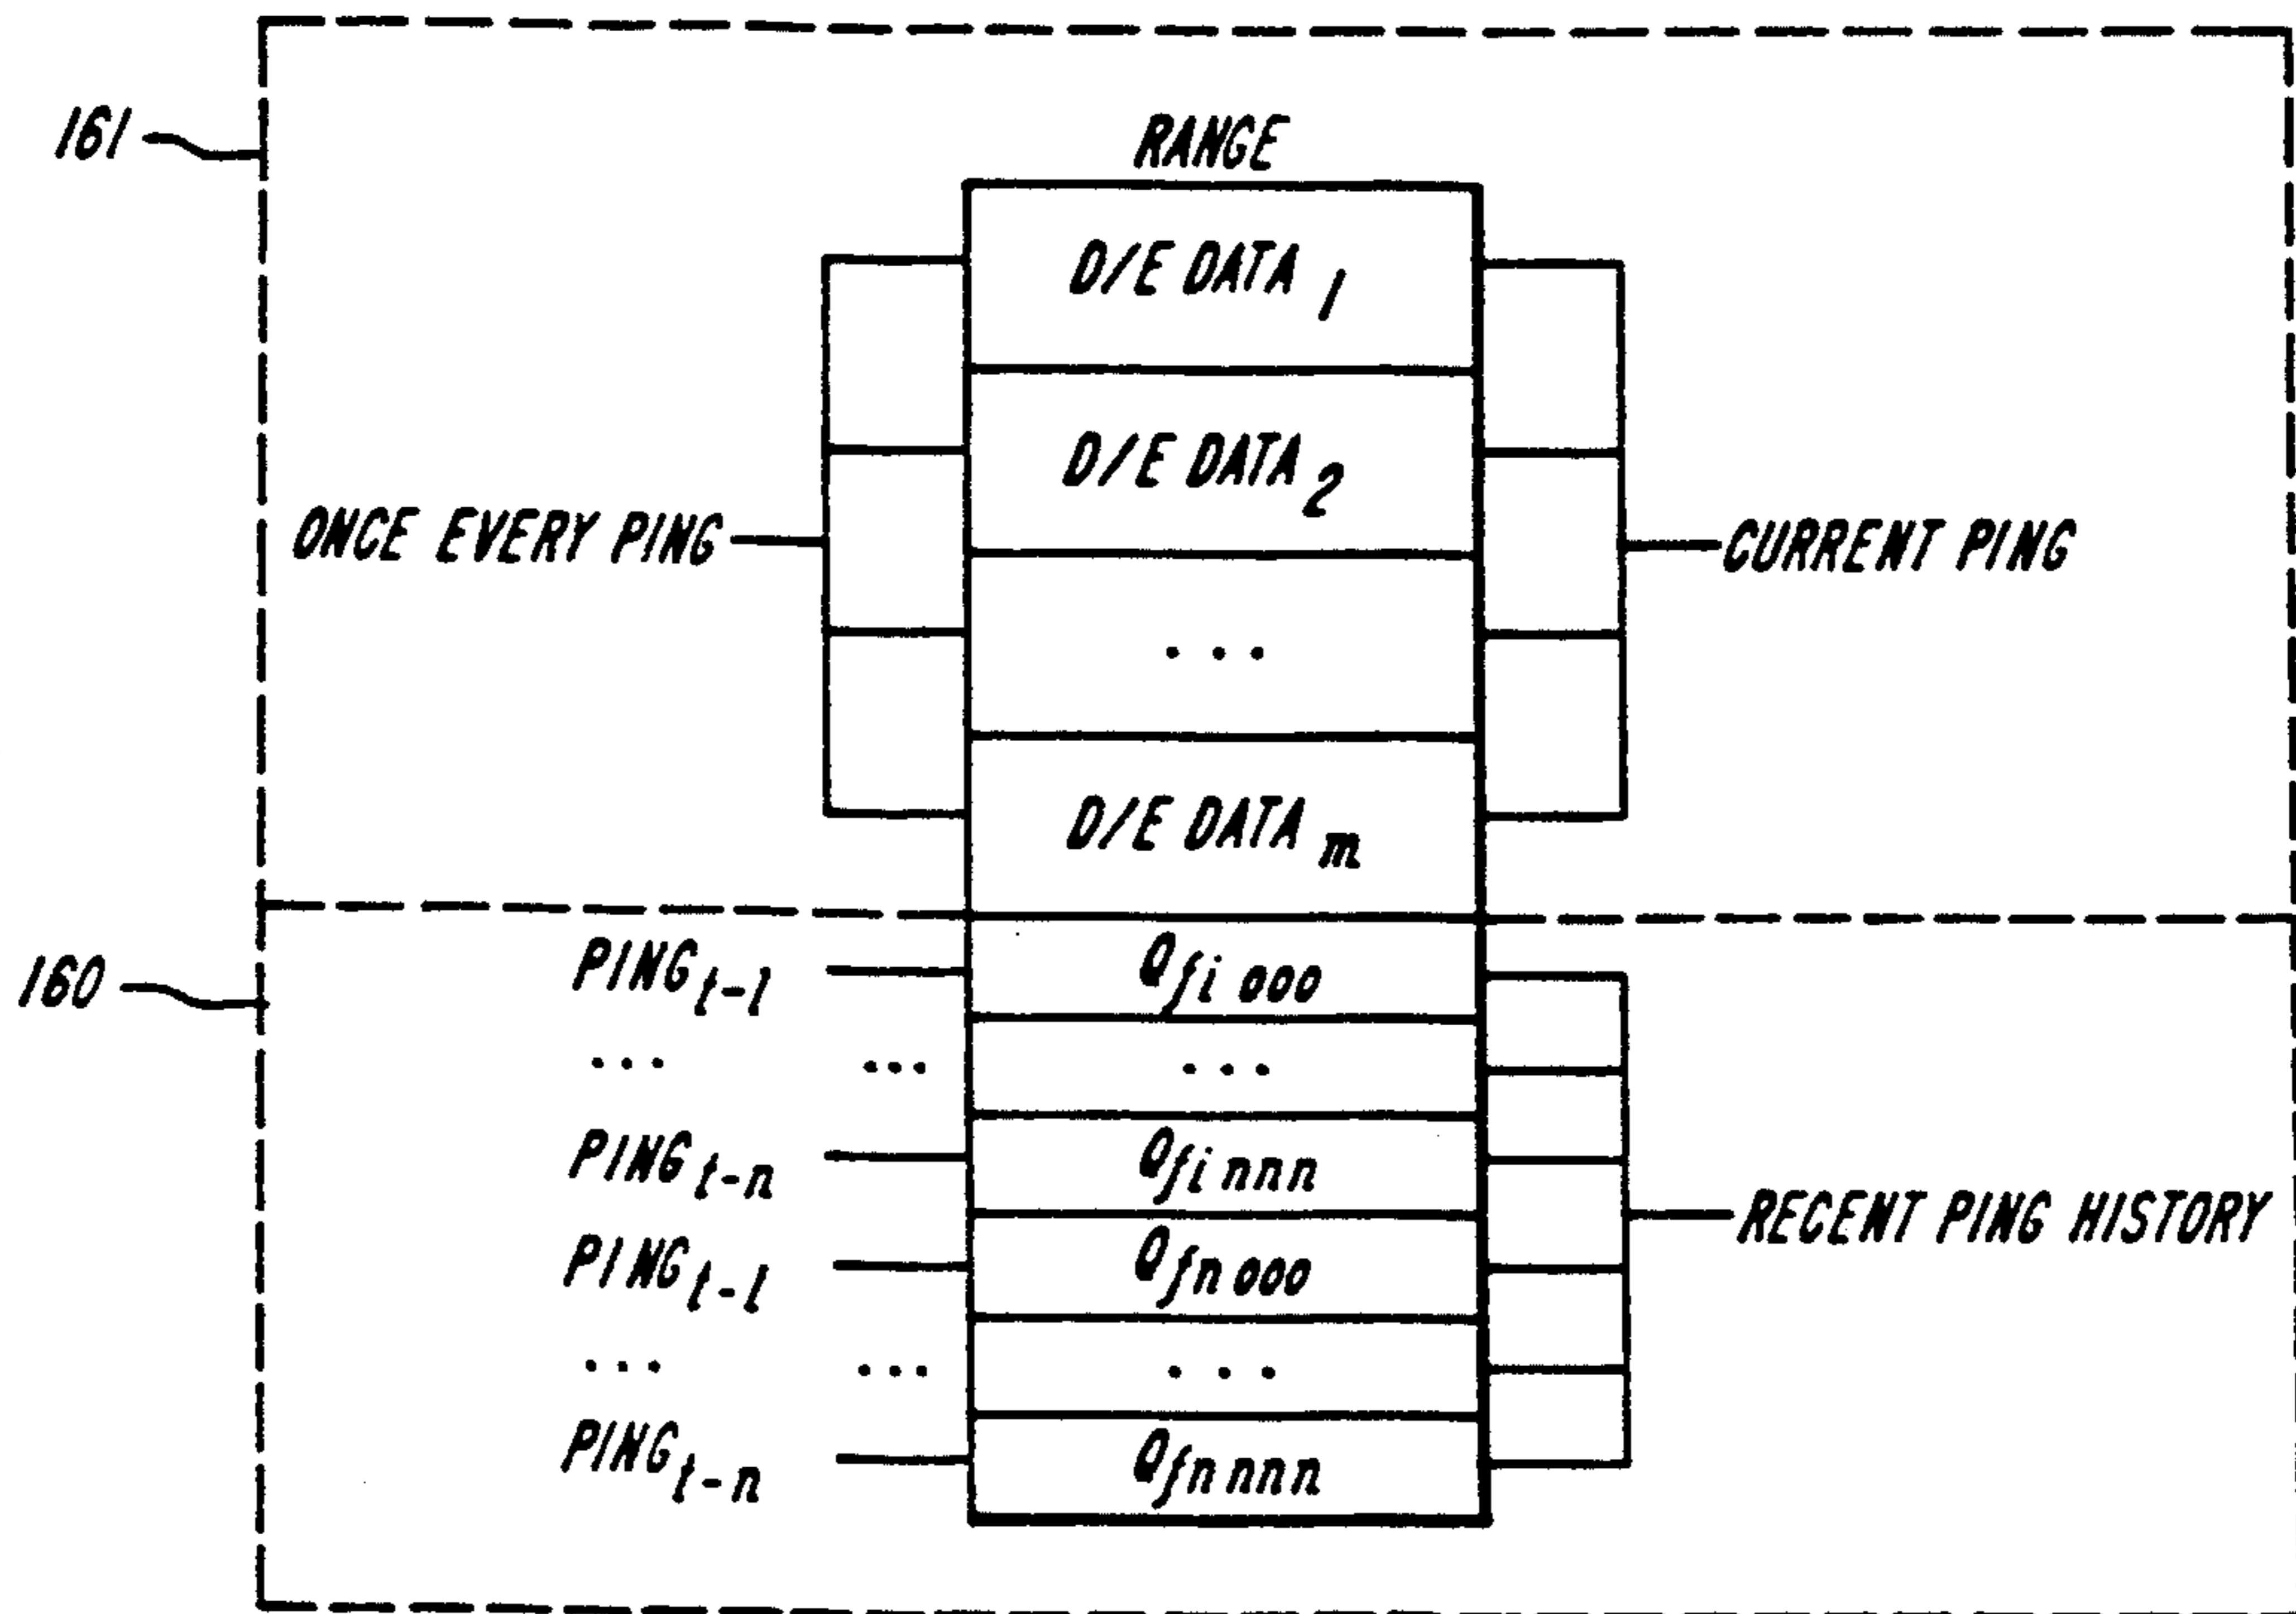 161
RANGE
D/E DATA 1
D/E DATA 2
ONCE EVERY PING
CURRENT PING
. . .
D/E DATA m
160
PING t-1 Q fi 000
... ... ...
PING t-n Q fi nnn
RECENT PING HISTORY
PING t-1 Q fn 000
... ... ...
PING t-n Q fn nnn